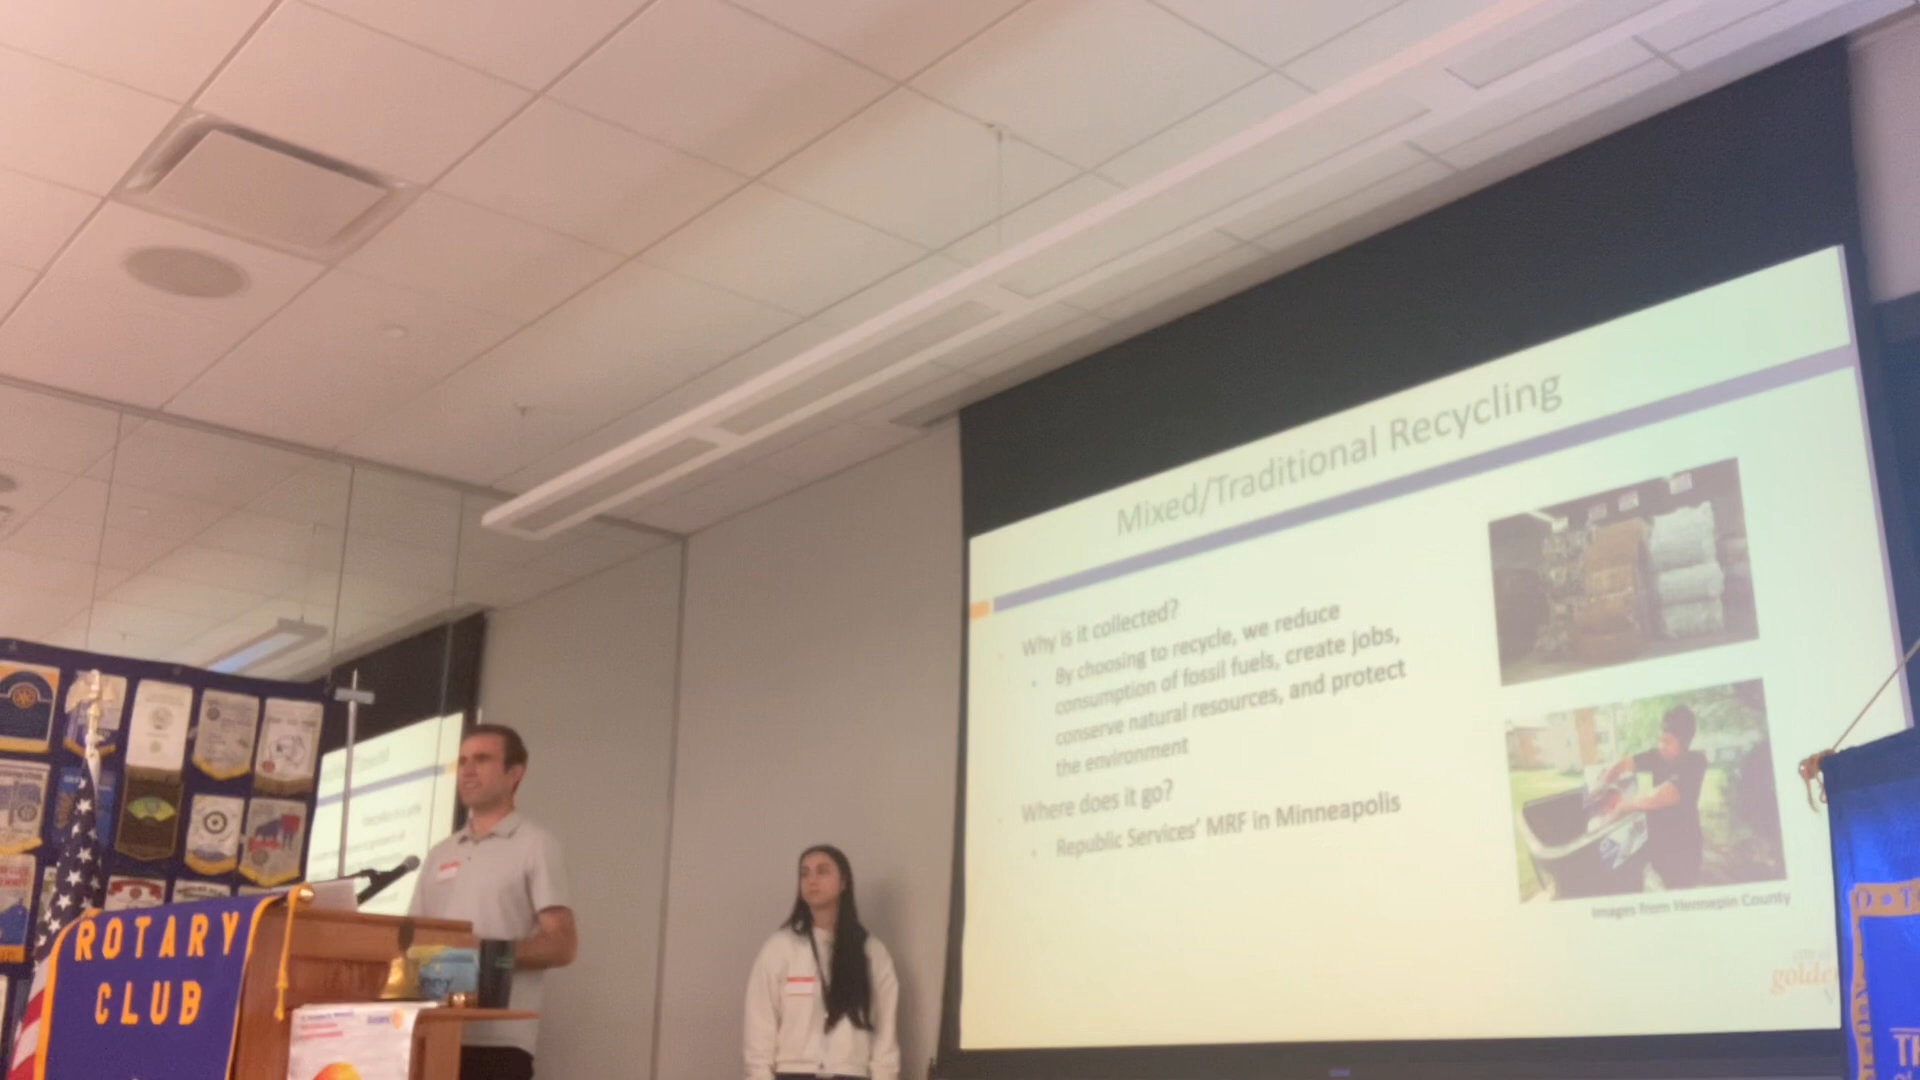 Mixed/Traditional Recycling
Why is it collected?
By choosing to recycle, we reduce
consumption of fossil fuels, create jobs,
conserve natural resources, and protect
the environment
Where does it go?
Republic Services' MRF in Minneapolis
Images from Hennepin County
ROTARY
CLUB